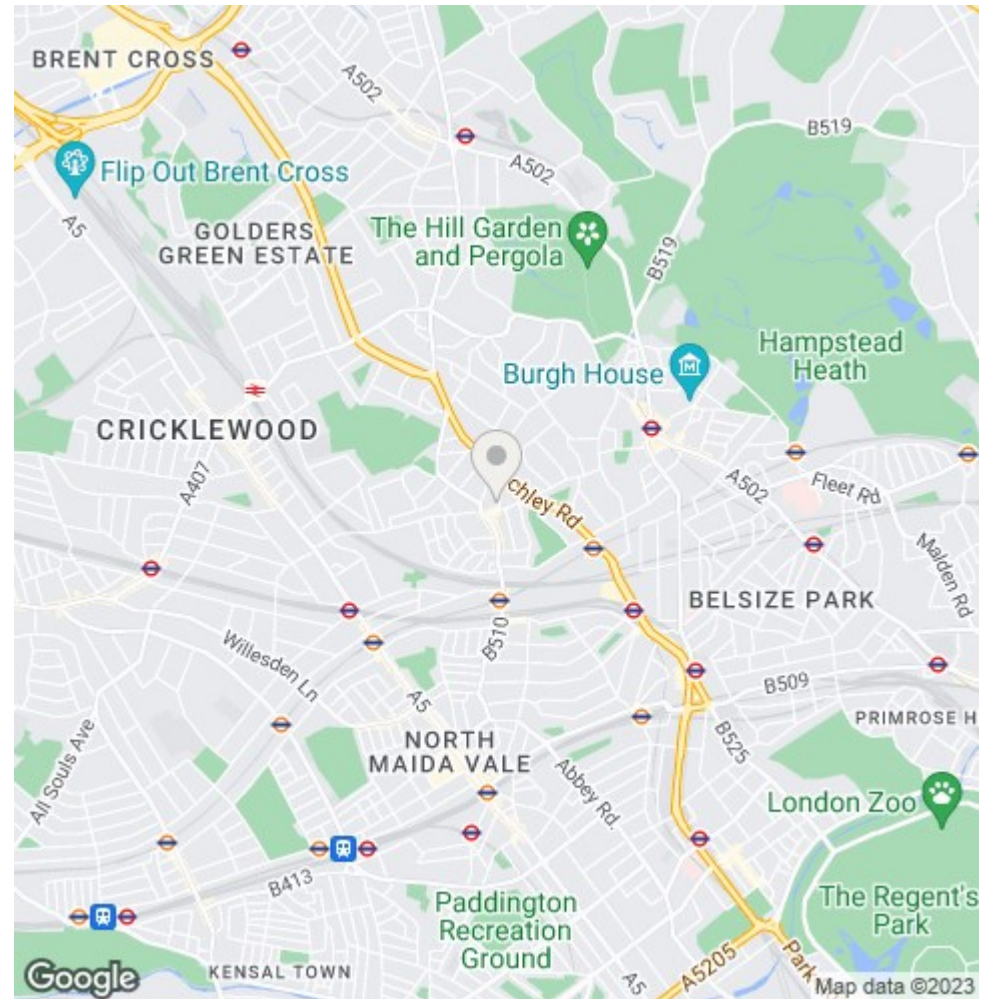 BRENT CROSS
A502
B519
Flip Out Brent Cross
A502
A5
GOLDERS
GREEN ESTATE
The Hill Garden
and Pergola
B519
Hampstead
Heath
Burgh House
CRICKLEWOOD
A407
chley Rd
A502
Fleet Rd
Malden Rd
BELSIZE PARK
B510
Willesden Ln
A5
B509
B525
PRIMROSE H
NORTH
MAIDA VALE
All Souls Ave
Abbey Rd.
London Zoo
B413
Paddington
Recreation
Ground
The Regent's
Park
A5205
Park
A5
KENSAL TOWN
Google
Map data ©2023